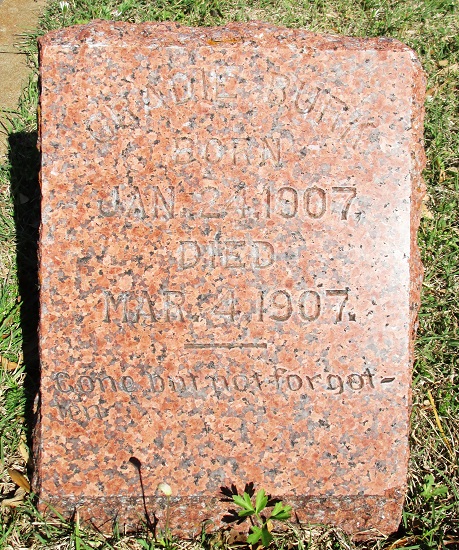 RUTH
BORN
JAN. 24, 1907,
DIED
MAR. 4, 1907.
Gone but not forgot-
ten